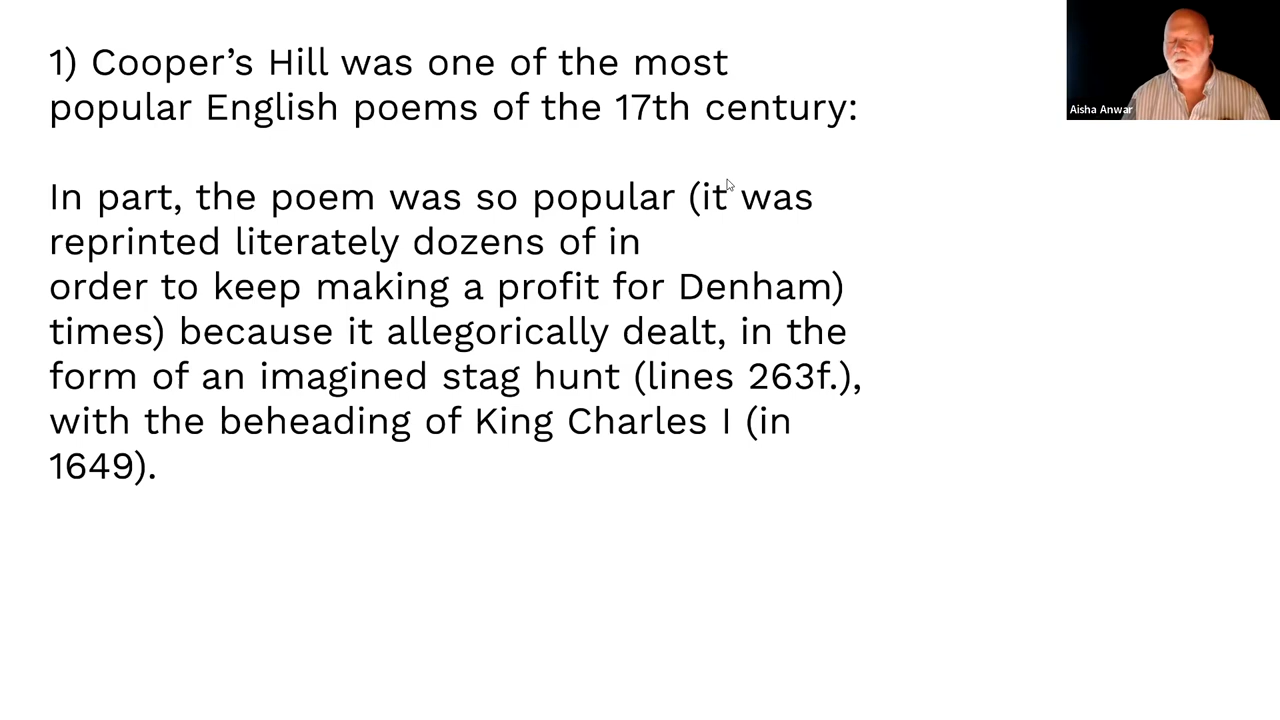 1) Cooper’s Hill was one of the most
popular English poems of the 17th century:
In part, the poem was so popular (it was
reprinted literately dozens of in
order to keep making a profit for Denham)
times) because it allegorically dealt, in the
form of an imagined stag hunt (lines 263f.),
with the beheading of King Charles I (in
1649).
Aisha Anwar